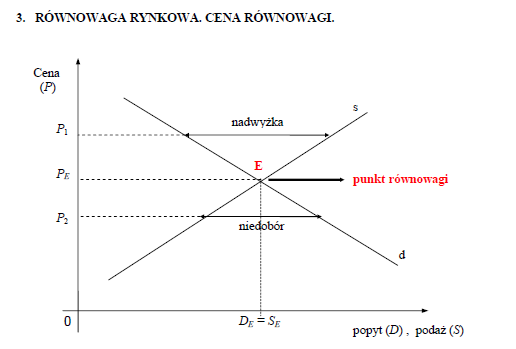 3. RÓWNOWAGA RYNKOWA. CENA RÓWNOWAGI.
Cena
(P)
s
nadwyżka
P1
E
PE
punkt równowagi
P2
niedobór
d
0
DE = SE
popyt (D) , podaż (S)